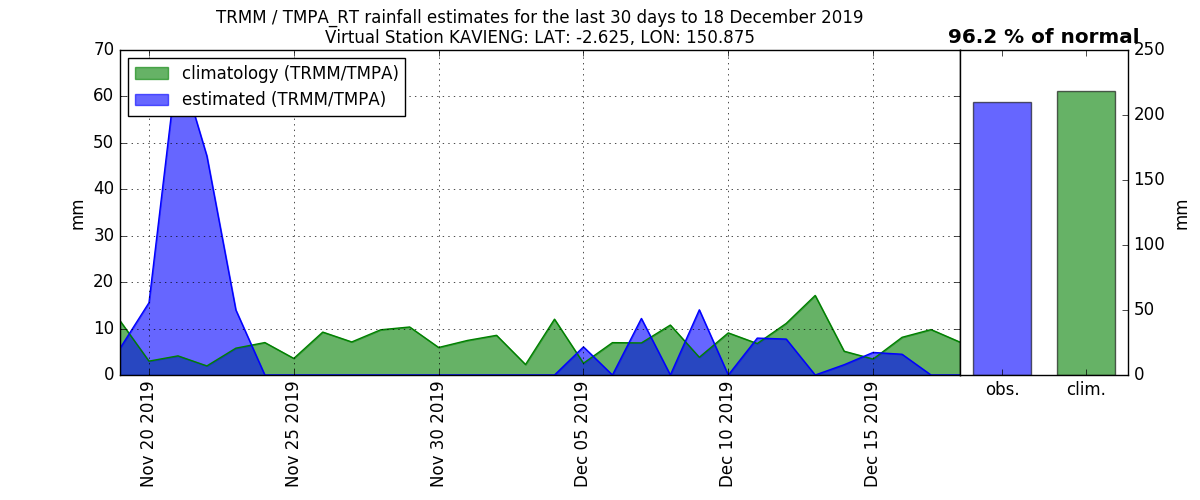 TRMM / TMPA_RT rainfall estimates for the last 30 days to 18 December 2019
Virtual Station KAVIENG: LAT: -2.625, LON: 150.875
96.2 % of normal
climatology (TRMM/TMPA)
estimated (TRMM/TMPA)
70
60
50
40
30
20
10
0
mm
Nov 20 2019
Nov 25 2019
Nov 30 2019
Dec 05 2019
Dec 10 2019
Dec 15 2019
obs.
clim.
250
200
150
100
50
0
mm